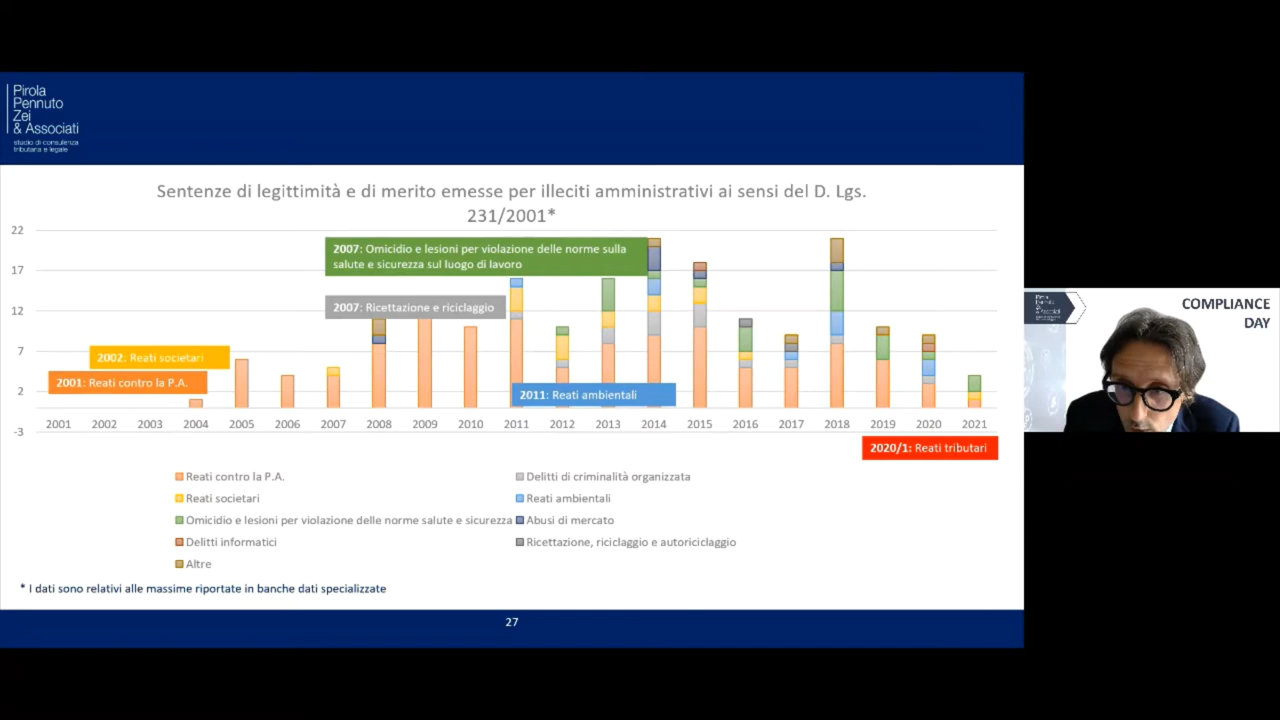 Pirola
Pennuto
Zei
& Associati
studio di consulenza
tributaria e legale
Sentenze di legittimità e di merito emesse per illeciti amministrativi ai sensi del D. Lgs.
231/2001*
22
17
12
7
2
-3
2007: Omicidio e lesioni per violazione delle norme sulla
salute e sicurezza sul luogo di lavoro
2007: Ricettazione e riciclaggio
2002: Reati societari
2001: Reati contro la P.A.
2011: Reati ambientali
2001 2002 2003 2004 2005 2006 2007 2008 2009 2010 2011 2012 2013 2014 2015 2016 2017 2018 2019 2020 2021
2020/1: Reati tributari
Reati contro la P.A.
Delitti di criminalità organizzata
Reati societari
Reati ambientali
Omicidio e lesioni per violazione delle norme salute e sicurezza
Abusi di mercato
Delitti informatici
Ricettazione, riciclaggio e autoriciclaggio
Altre
* I dati sono relativi alle massime riportate in banche dati specializzate
27
Pirola
Pennuto
Zei
& Associati
COMPLIANCE
DAY